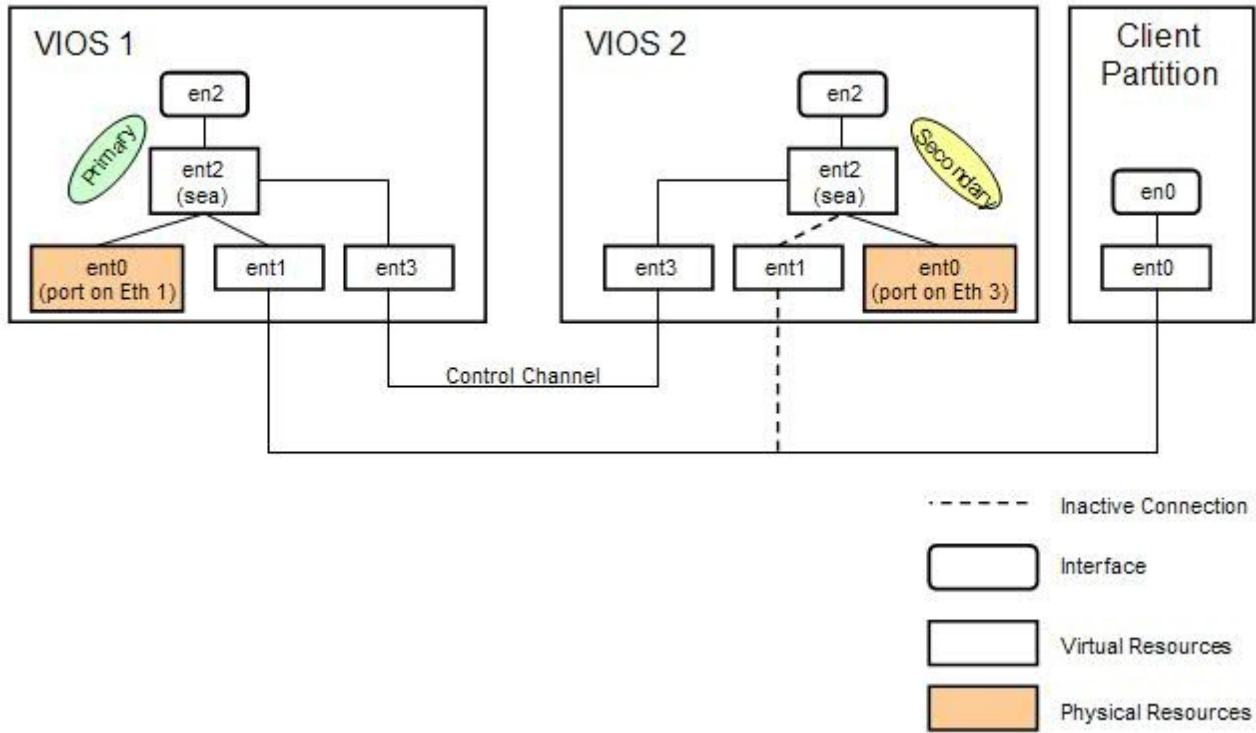 VIOS 1
en2
Primary
ent2
(sea)
ent0
(port on Eth 1)
ent1
ent3
VIOS 2
en2
Secondary
ent2
(sea)
ent3
ent1
ent0
(port on Eth 3)
Client
Partition
en0
ent0
Control Channel
Inactive Connection
Interface
Virtual Resources
Physical Resources